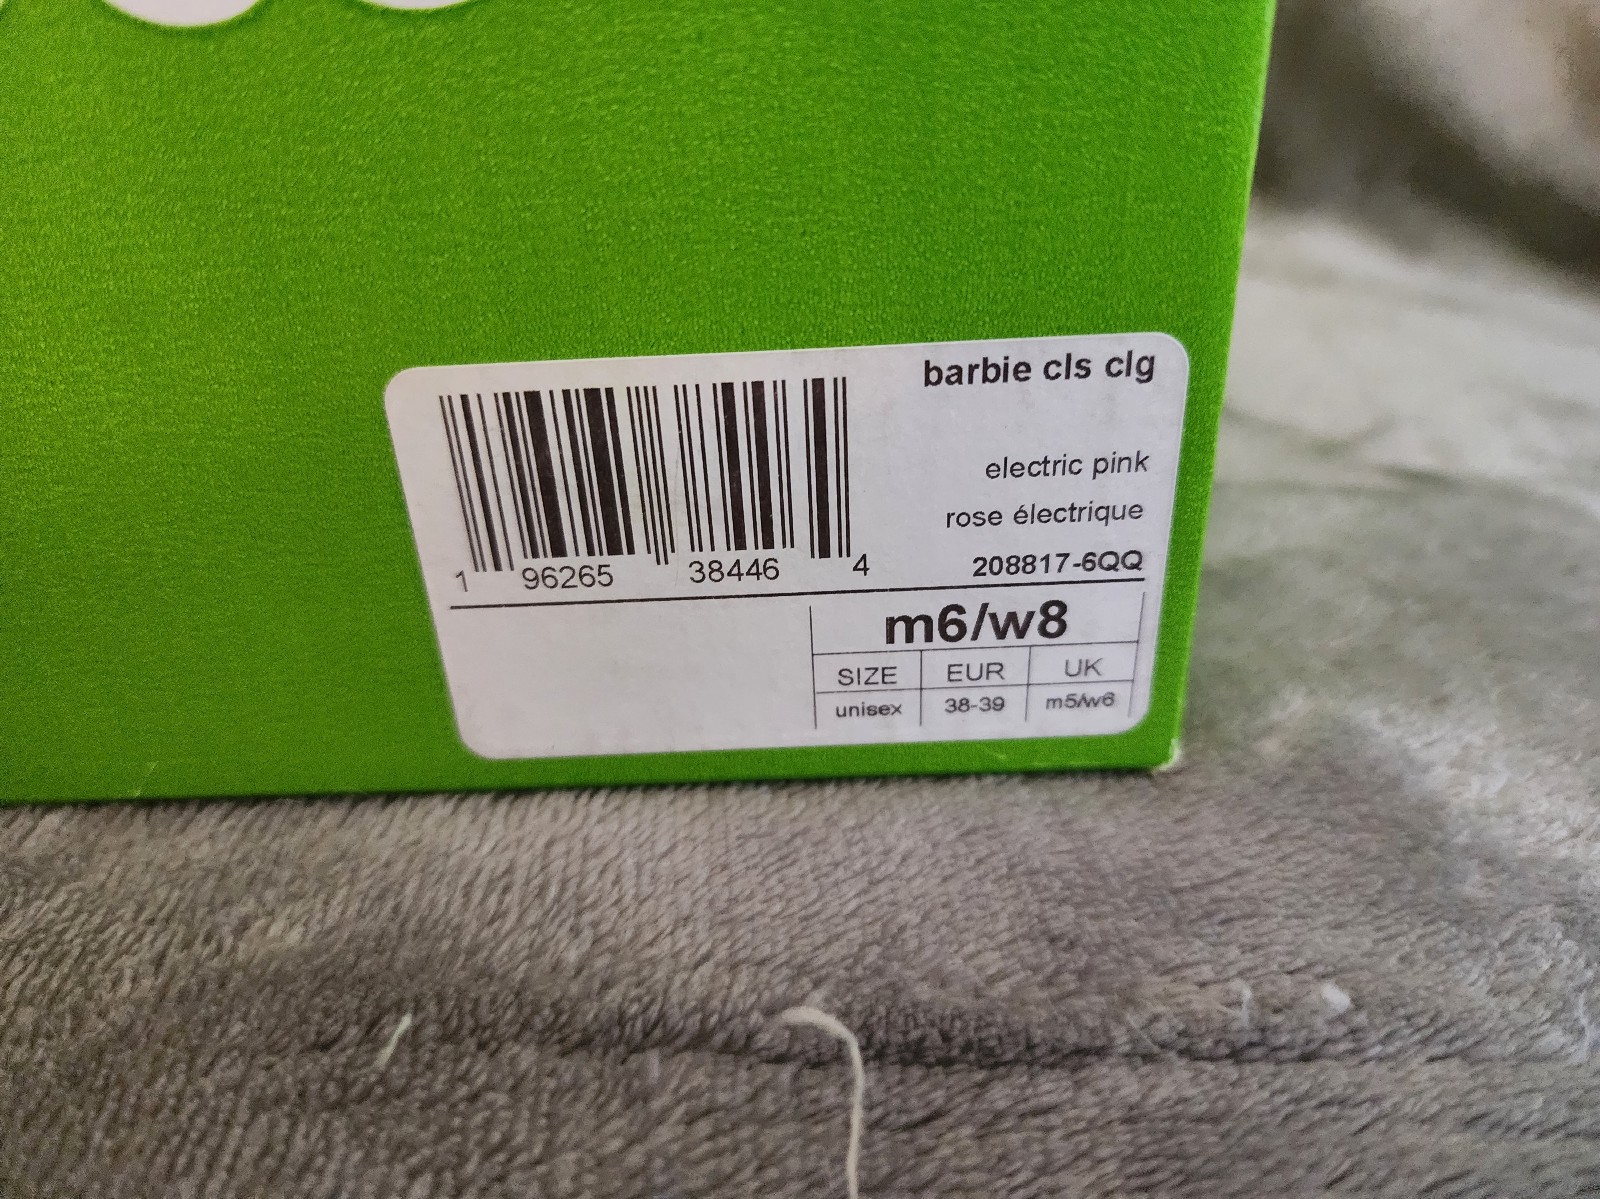 barbie cls clg
electric pink
rose électrique
208817-6QQ
1 96265 38446 4
m6/w8
SIZE EUR UK
unisex 38-39 m5/w6